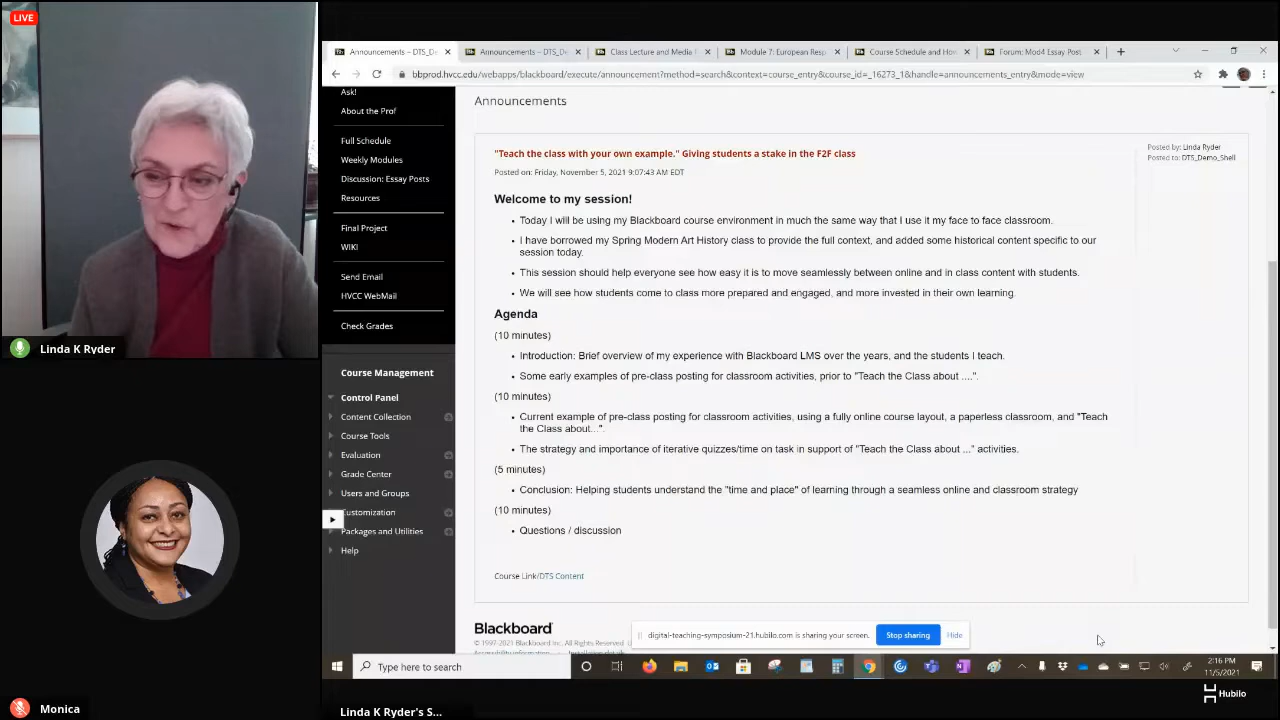 LIVE
Linda K Ryder
Monica
Announcements – DTS_De
Announcements – DTS_De
Class Lecture and Media R
Module 7: European Resp
Course Schedule and How
Forum: Mod4 Essay Post
bbprod.hvcc.edu/webapps/blackboard/execute/announcement?method=search&context=course_entry&course_id=_16273_1&handle=announcements_entry&mode=view
Ask!
About the Prof
Full Schedule
Weekly Modules
Discussion: Essay Posts
Resources
Final Project
WIKI
Send Email
HVCC WebMail
Check Grades
Course Management
Control Panel
Content Collection
Course Tools
Evaluation
Grade Center
Users and Groups
Customization
Packages and Utilities
Help
Announcements
"Teach the class with your own example." Giving students a stake in the F2F class
Posted on: Friday, November 5, 2021 9:07:43 AM EDT
Posted by: Linda Ryder
Posted to: DTS_Demo_Shell
Welcome to my session!
• Today I will be using my Blackboard course environment in much the same way that I use it my face to face classroom.
• I have borrowed my Spring Modern Art History class to provide the full context, and added some historical content specific to our
session today.
• This session should help everyone see how easy it is to move seamlessly between online and in class content with students.
• We will see how students come to class more prepared and engaged, and more invested in their own learning.
Agenda
(10 minutes)
• Introduction: Brief overview of my experience with Blackboard LMS over the years, and the students I teach.
• Some early examples of pre-class posting for classroom activities, prior to "Teach the Class about ....".
(10 minutes)
• Current example of pre-class posting for classroom activities, using a fully online course layout, a paperless classroom, and "Teach
the Class about...".
• The strategy and importance of iterative quizzes/time on task in support of "Teach the Class about ..." activities.
(5 minutes)
• Conclusion: Helping students understand the "time and place" of learning through a seamless online and classroom strategy
(10 minutes)
• Questions / discussion
Course Link/DTS Content
Blackboard
© 1997-2021 Blackboard Inc. All Rights Reserved.
digital-teaching-symposium-21.hubilo.com is sharing your screen.
Stop sharing
Hide
Type here to search
2:16 PM
11/5/2021
Hubilo
Linda K Ryder's S...